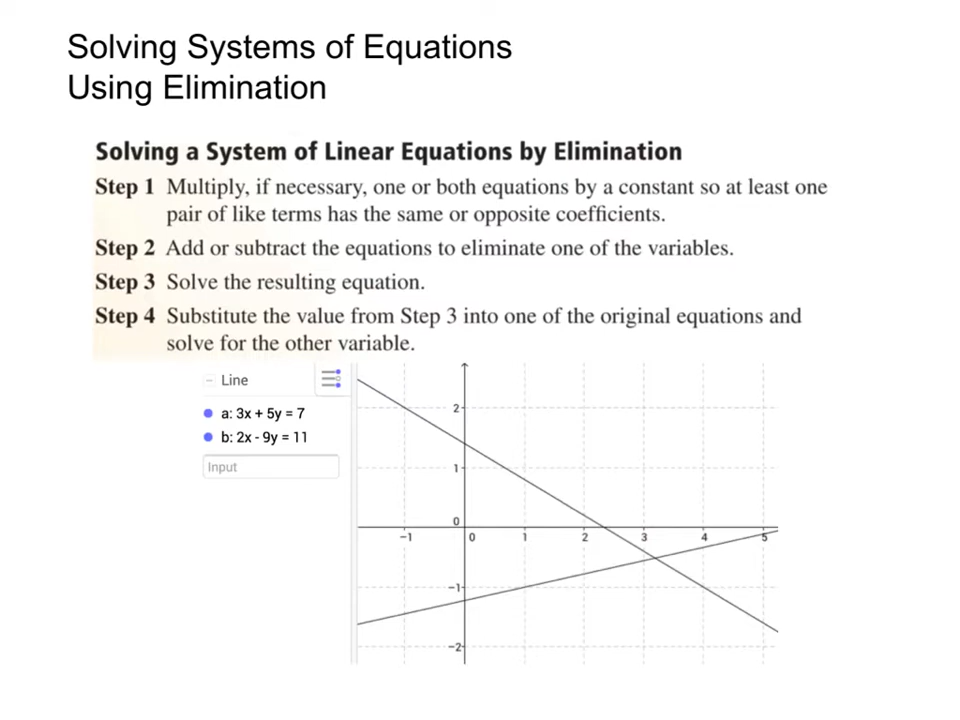 Solving Systems of Equations
Using Elimination
Solving a System of Linear Equations by Elimination
Step 1 Multiply, if necessary, one or both equations by a constant so at least one
pair of like terms has the same or opposite coefficients.
Step 2 Add or subtract the equations to eliminate one of the variables.
Step 3 Solve the resulting equation.
Step 4 Substitute the value from Step 3 into one of the original equations and
solve for the other variable.
Line
a: 3x + 5y = 7
b: 2x - 9y = 11
Input
2
1
0
-1 0 1 2 3 4 5
-1
-2